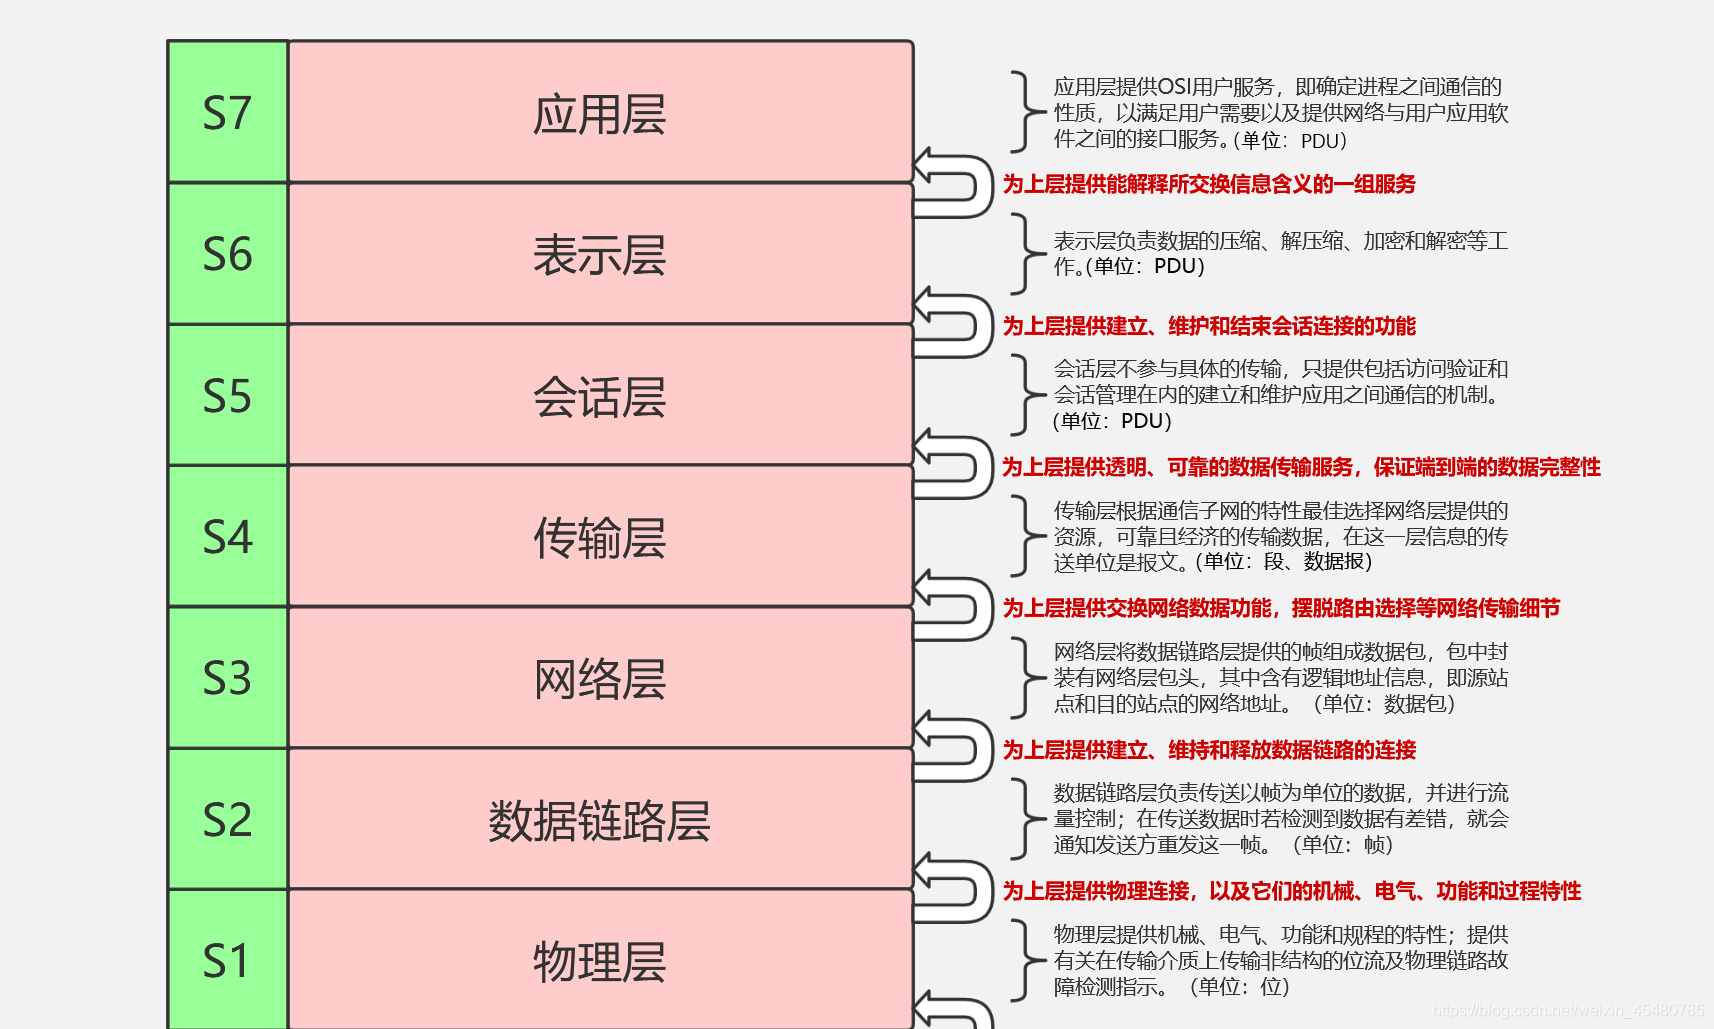 S7
应用层
应用层提供OSI用户服务，即确定进程之间通信的
性质，以满足用户需要以及提供网络与用户应用软
件之间的接口服务。（单位：PDU）
为上层提供能解释所交换信息含义的一组服务
S6
表示层
表示层负责数据的压缩、解压缩、加密和解密等工
作。（单位：PDU）
为上层提供建立、维护和结束会话连接的功能
S5
会话层
会话层不参与具体的传输，只提供包括访问验证和
会话管理在内的建立和维护应用之间通信的机制。
（单位：PDU）
为上层提供透明、可靠的数据传输服务，保证端到端的数据完整性
S4
传输层
传输层根据通信子网的特性最佳选择网络层提供的
资源，可靠且经济的传输数据，在这一层信息的传
送单位是报文。（单位：段、数据报）
为上层提供交换网络数据功能，摆脱路由选择等网络传输细节
S3
网络层
网络层将数据链路层提供的帧组成数据包，包中封
装有网络层包头，其中含有逻辑地址信息，即源站
点和目的站点的网络地址。（单位：数据包）
为上层提供建立、维持和释放数据链路的连接
S2
数据链路层
数据链路层负责传送以帧为单位的数据，并进行流
量控制；在传送数据时若检测到数据有差错，就会
通知发送方重发这一帧。（单位：帧）
为上层提供物理连接，以及它们的机械、电气、功能和过程特性
S1
物理层
物理层提供机械、电气、功能和规程的特性；提供
有关在传输介质上传输非结构的位流及物理链路故
障检测指示。（单位：位）
https://blog.csdn.net/weixin_45480785